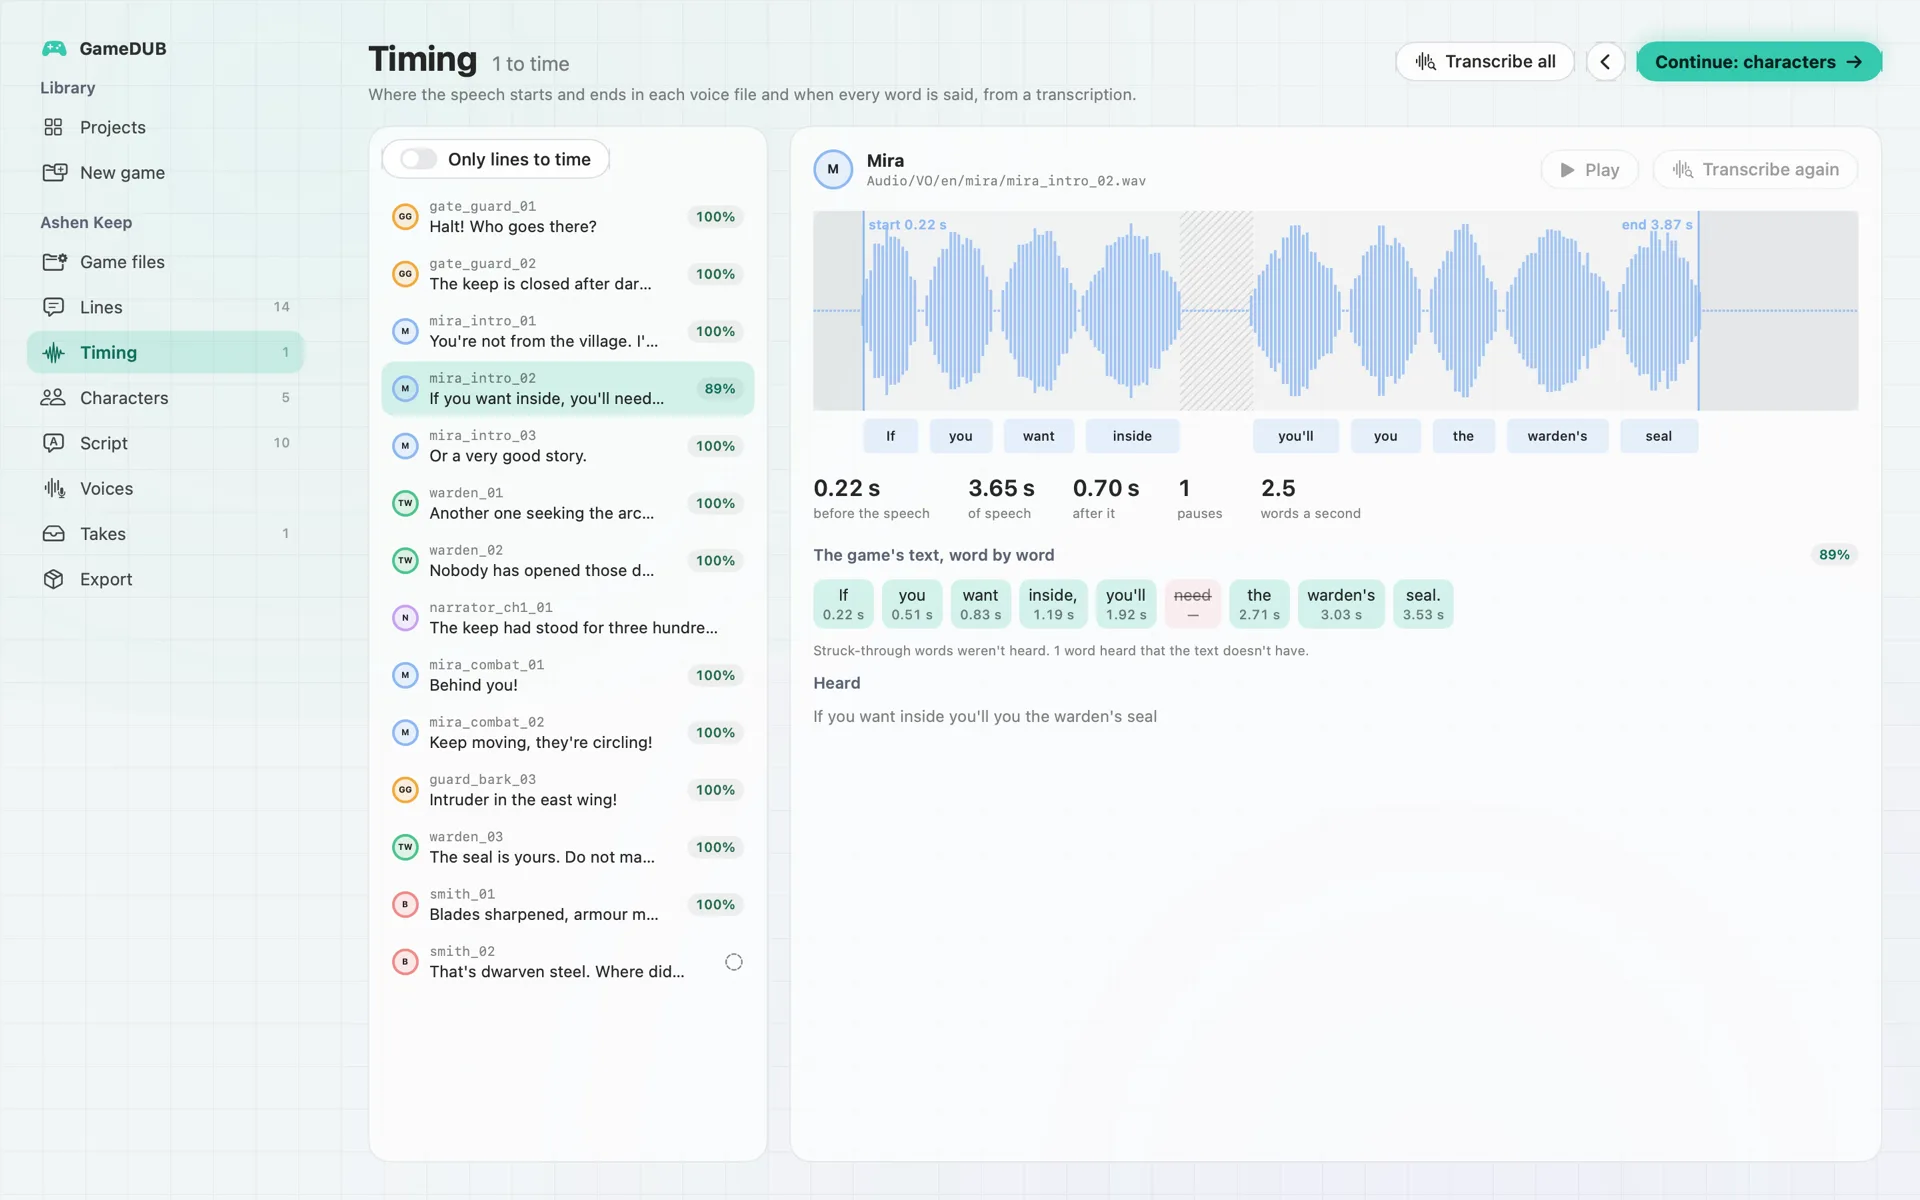 GameDUB
Library
Projects
New game
Ashen Keep
Game files
Lines 14
Timing 1
Characters 5
Script 10
Voices
Takes 1
Export
Timing 1 to time
Where the speech starts and ends in each voice file and when every word is said, from a transcription.
Transcribe all
Continue: characters →
Only lines to time
GG gate_guard_01
Halt! Who goes there? 100%
GG gate_guard_02
The keep is closed after dar... 100%
M mira_intro_01
You're not from the village. I'... 100%
M mira_intro_02
If you want inside, you'll need... 89%
M mira_intro_03
Or a very good story. 100%
TW warden_01
Another one seeking the arc... 100%
TW warden_02
Nobody has opened those d... 100%
N narrator_ch1_01
The keep had stood for three hundre...
M mira_combat_01
Behind you! 100%
M mira_combat_02
Keep moving, they're circling! 100%
GG guard_bark_03
Intruder in the east wing! 100%
TW warden_03
The seal is yours. Do not ma... 100%
B smith_01
Blades sharpened, armour m... 100%
B smith_02
That's dwarven steel. Where did...
M Mira
Audio/VO/en/mira/mira_intro_02.wav
Play
Transcribe again
start 0.22 s end 3.87 s
If you want inside you'll you the warden's seal
0.22 s 3.65 s 0.70 s 1 2.5
before the speech of speech after it pauses words a second
The game's text, word by word 89%
If you want inside, you'll need the warden's seal.
0.22 s 0.51 s 0.83 s 1.19 s 1.92 s — 2.71 s 3.03 s 3.53 s
Struck-through words weren't heard. 1 word heard that the text doesn't have.
Heard
If you want inside you'll you the warden's seal